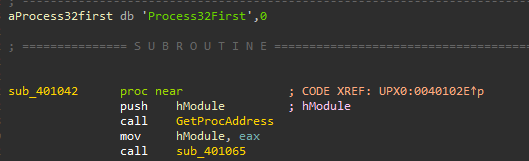 aProcess32first db 'Process32First',0
; =============== S U B R O U T I N E =======================================
sub_401042 proc near ; CODE XREF: UPX0:0040102E↑p
push hModule ; hModule
call GetProcAddress
mov hModule, eax
call sub_401065